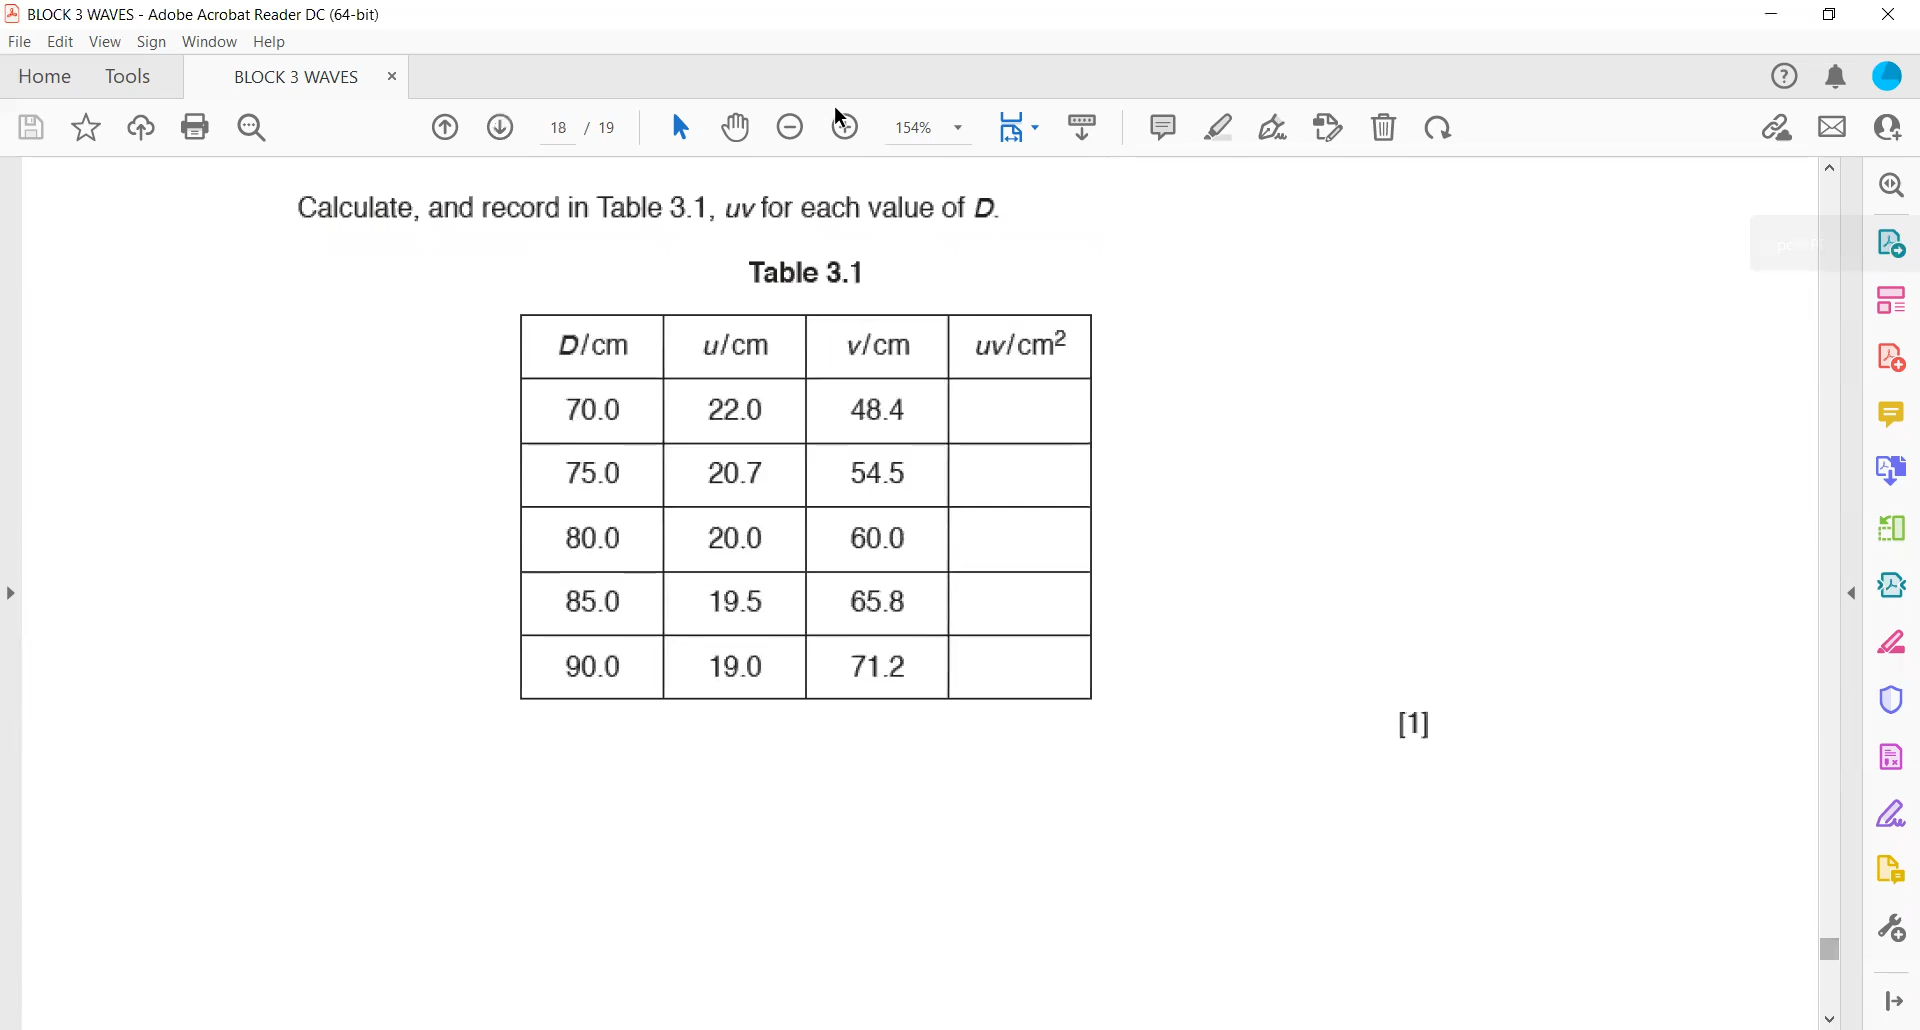 BLOCK 3 WAVES - Adobe Acrobat Reader DC (64-bit)
File Edit View Sign Window Help
Home Tools BLOCK 3 WAVES ×
18 / 19 154%
Calculate, and record in Table 3.1, uv for each value of D.
Table 3.1
D/cm u/cm v/cm uv/cm²
70.0 22.0 48.4
75.0 20.7 54.5
80.0 20.0 60.0
85.0 19.5 65.8
90.0 19.0 71.2
[1]